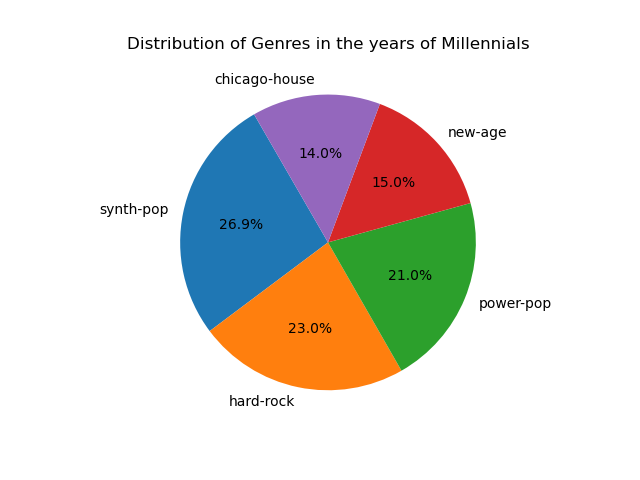 Distribution of Genres in the years of Millennials
chicago-house
new-age
14.0%
15.0%
synth-pop
26.9%
21.0%
power-pop
23.0%
hard-rock